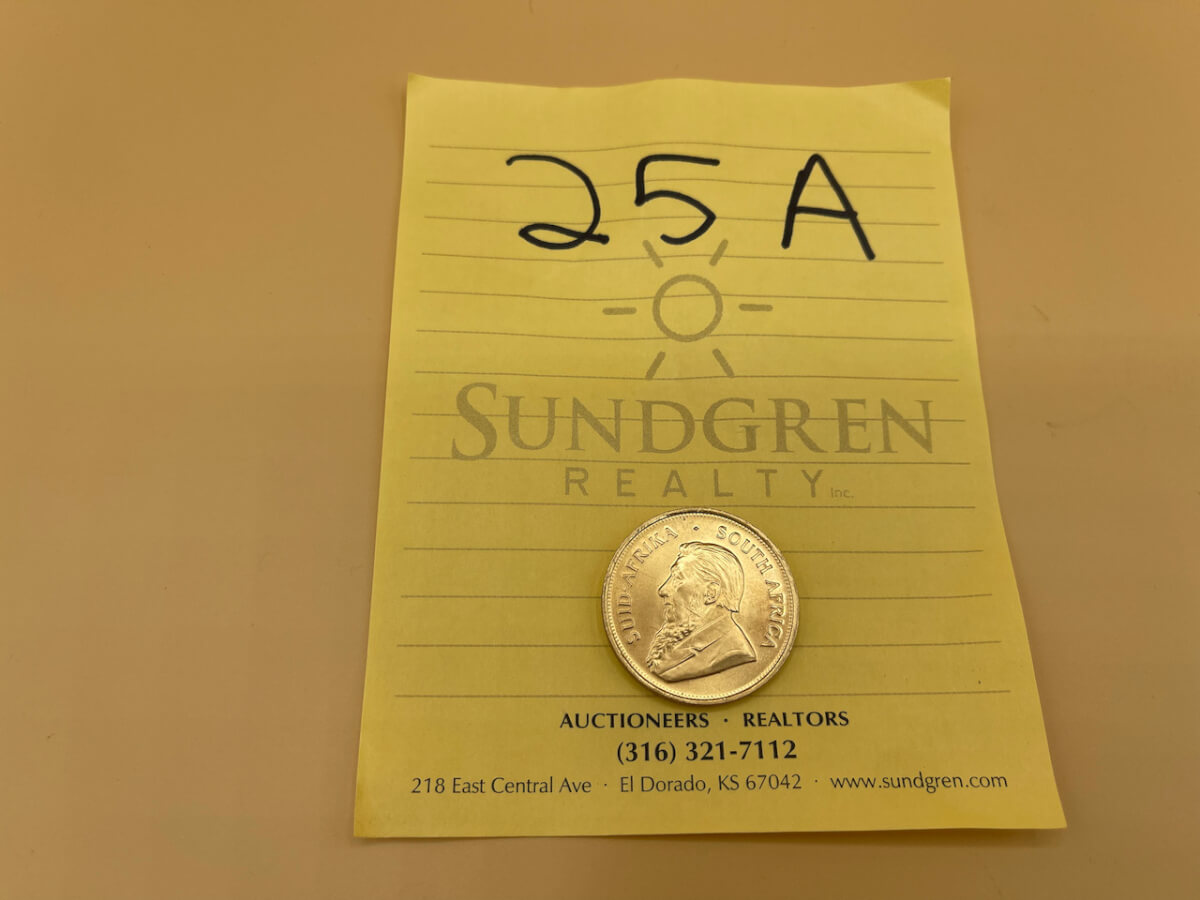 25 A
SUNDGREN
REALTY Inc.
SUID-AFRIKA · SOUTH AFRICA
AUCTIONEERS · REALTORS
(316) 321-7112
218 East Central Ave · El Dorado, KS 67042 · www.sundgren.com